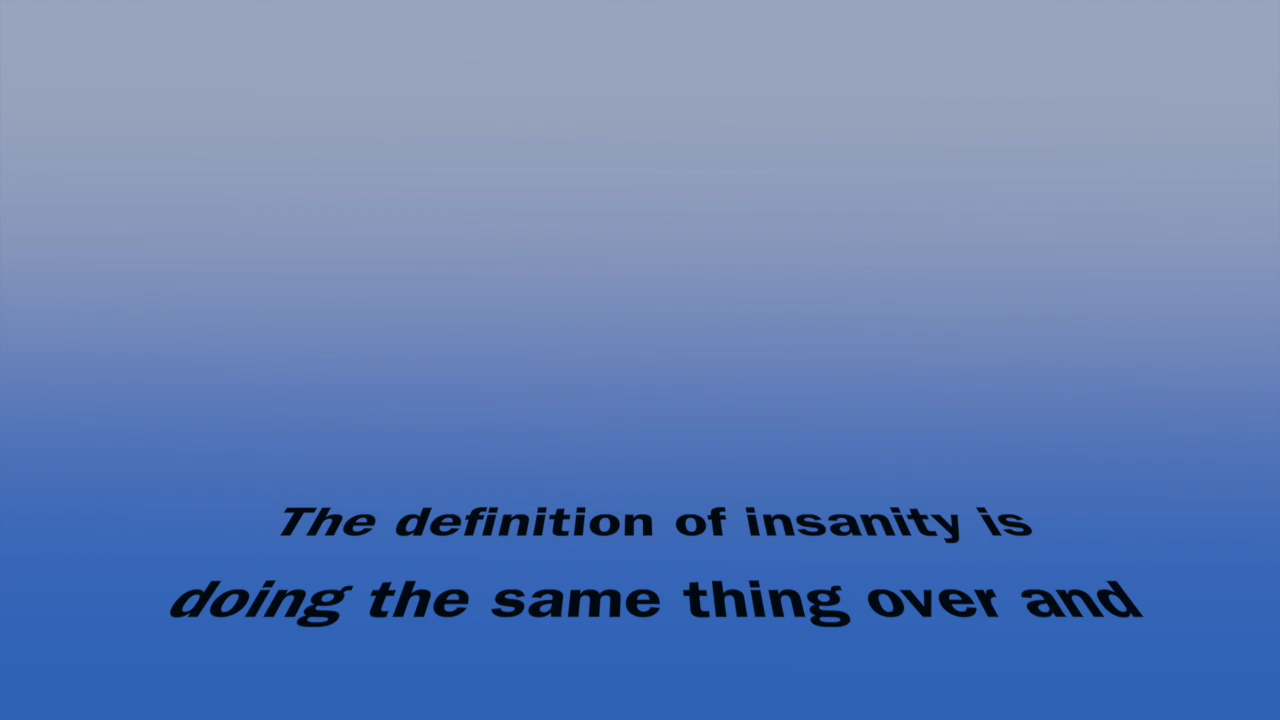 The definition of insanity is
doing the same thing over and